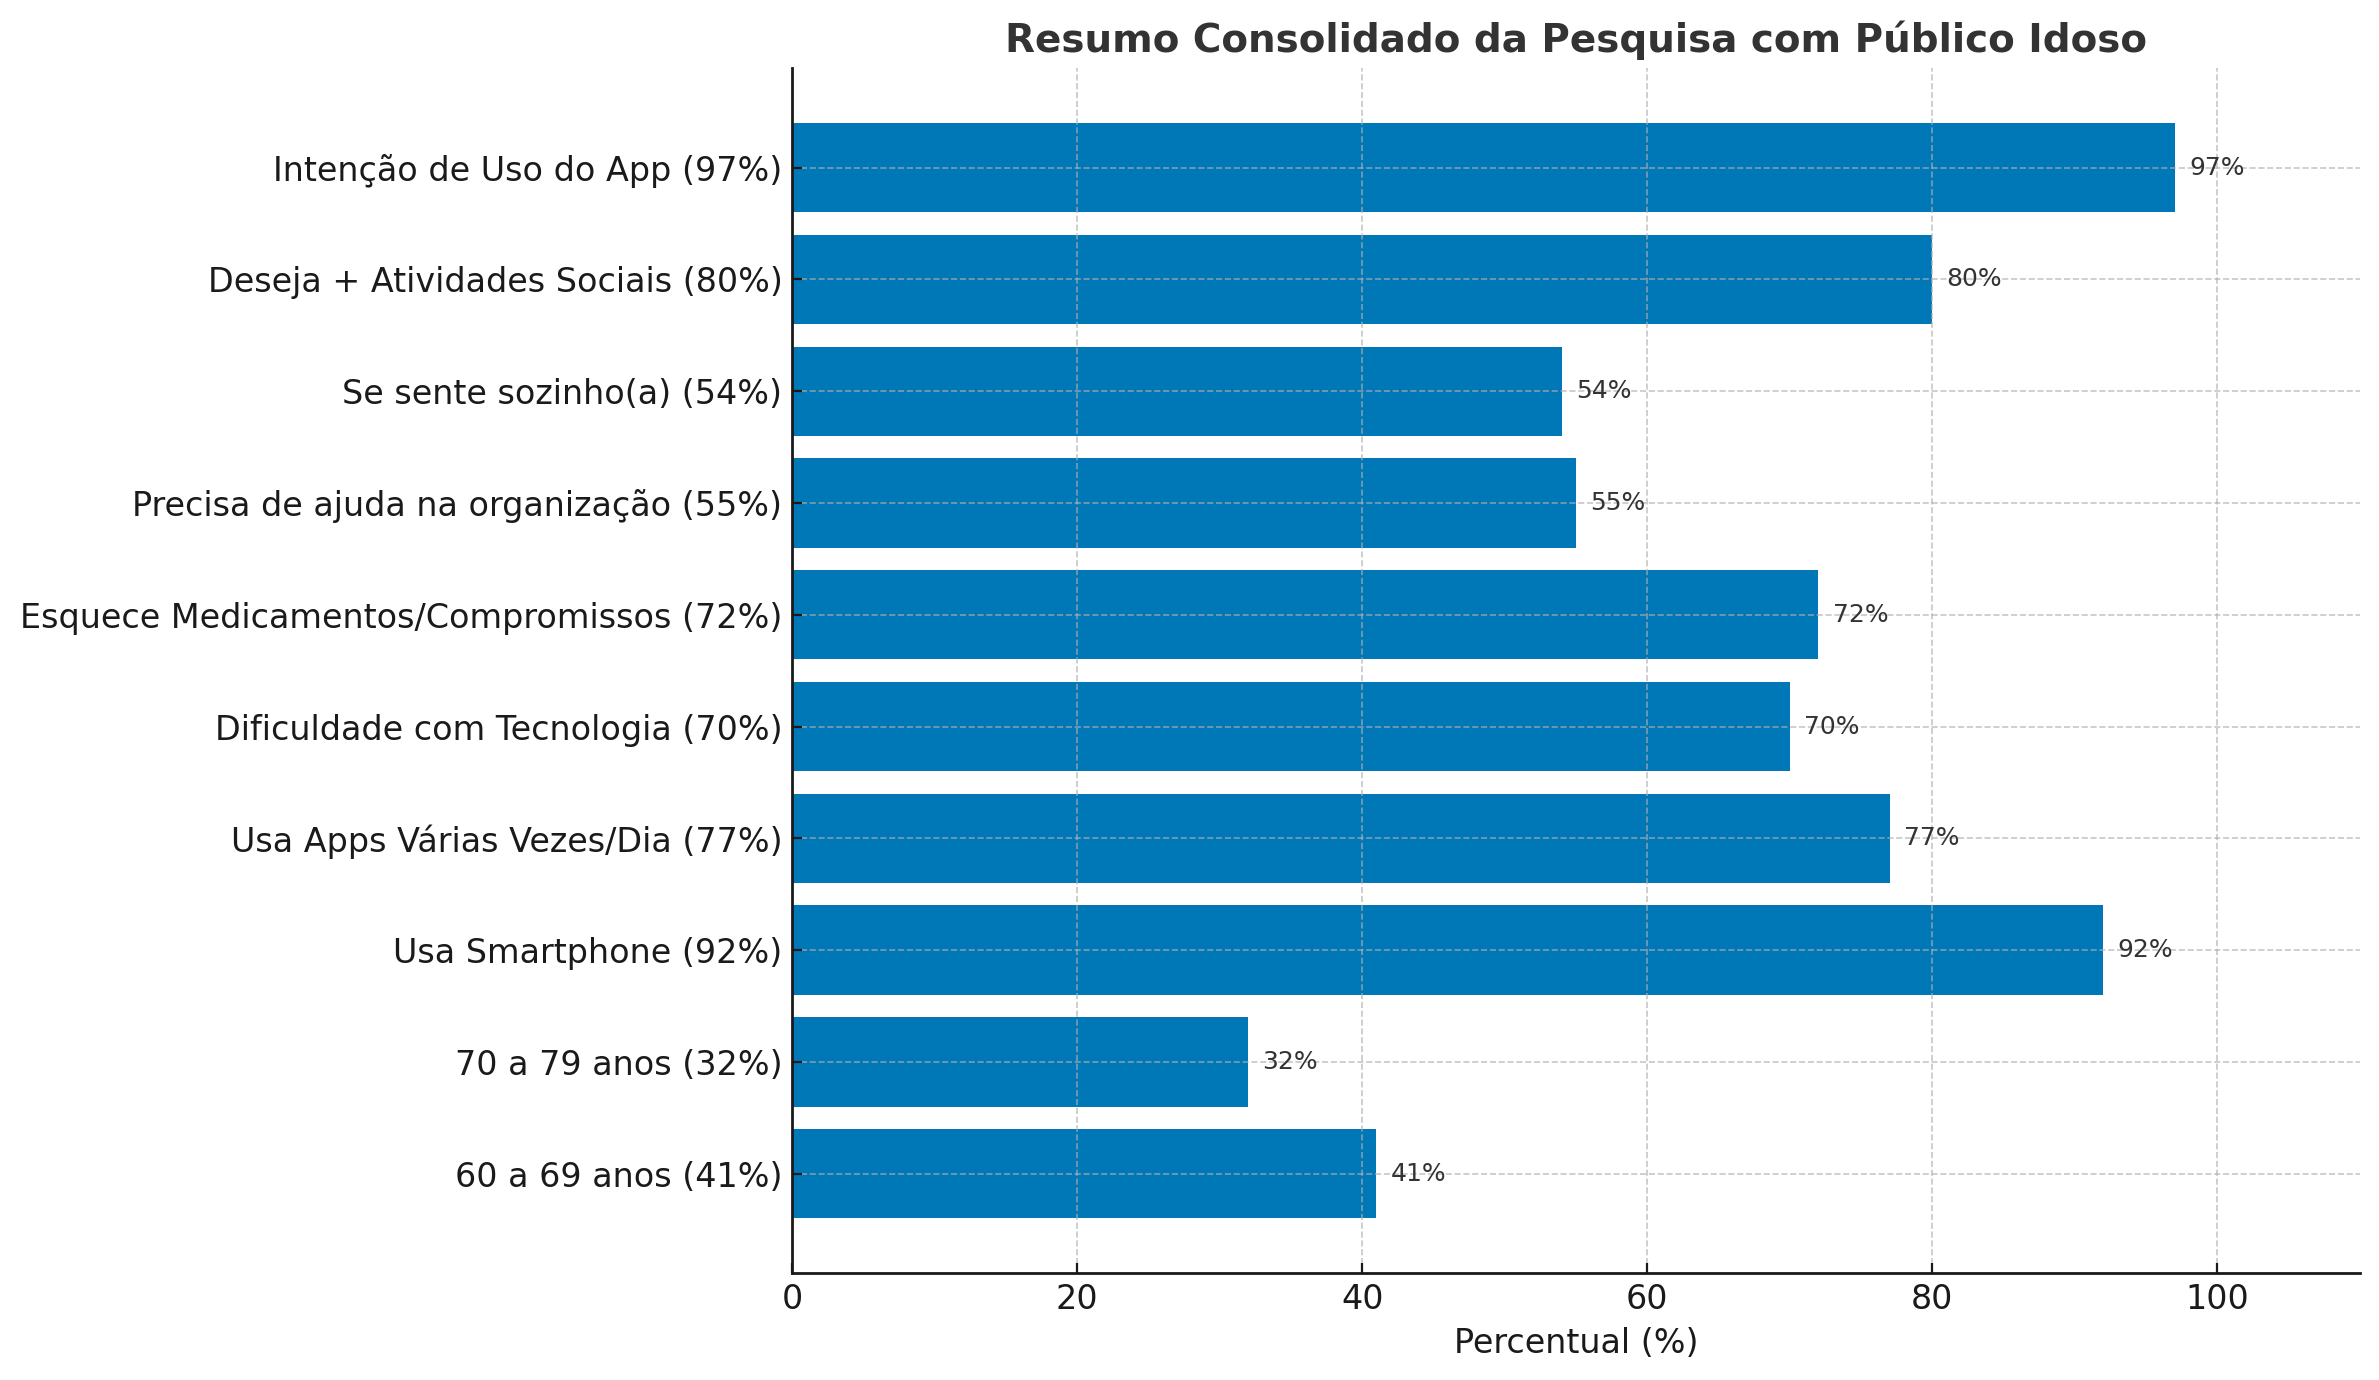 Resumo Consolidado da Pesquisa com Público Idoso
Intenção de Uso do App (97%)
97%
Deseja + Atividades Sociais (80%)
80%
Se sente sozinho(a) (54%)
54%
Precisa de ajuda na organização (55%)
55%
Esquece Medicamentos/Compromissos (72%)
72%
Dificuldade com Tecnologia (70%)
70%
Usa Apps Várias Vezes/Dia (77%)
77%
Usa Smartphone (92%)
92%
70 a 79 anos (32%)
32%
60 a 69 anos (41%)
41%
0 20 40 60 80 100
Percentual (%)